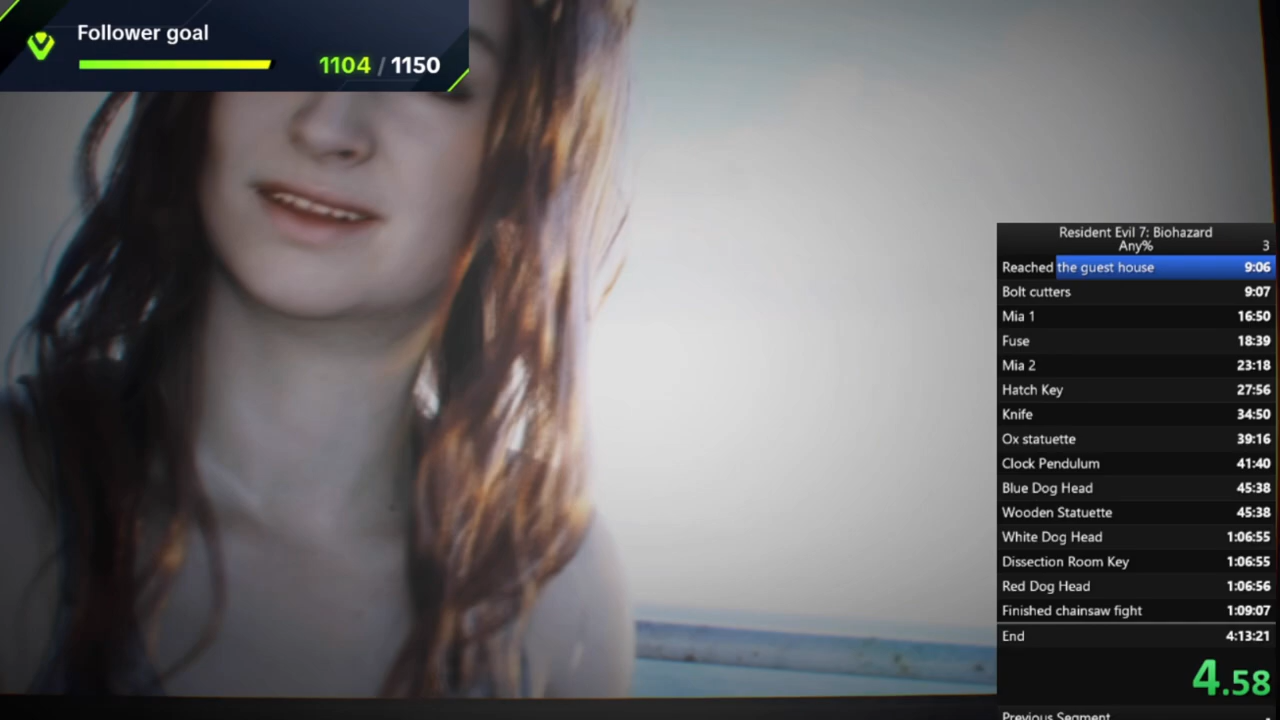 Follower goal
1104 / 1150
Resident Evil 7: Biohazard
Any% 3
Reached the guest house 9:06
Bolt cutters 9:07
Mia 1 16:50
Fuse 18:39
Mia 2 23:18
Hatch Key 27:56
Knife 34:50
Ox statuette 39:16
Clock Pendulum 41:40
Blue Dog Head 45:38
Wooden Statuette 45:38
White Dog Head 1:06:55
Dissection Room Key 1:06:55
Red Dog Head 1:06:56
Finished chainsaw fight 1:09:07
End 4:13:21
4.58
Previous Segment